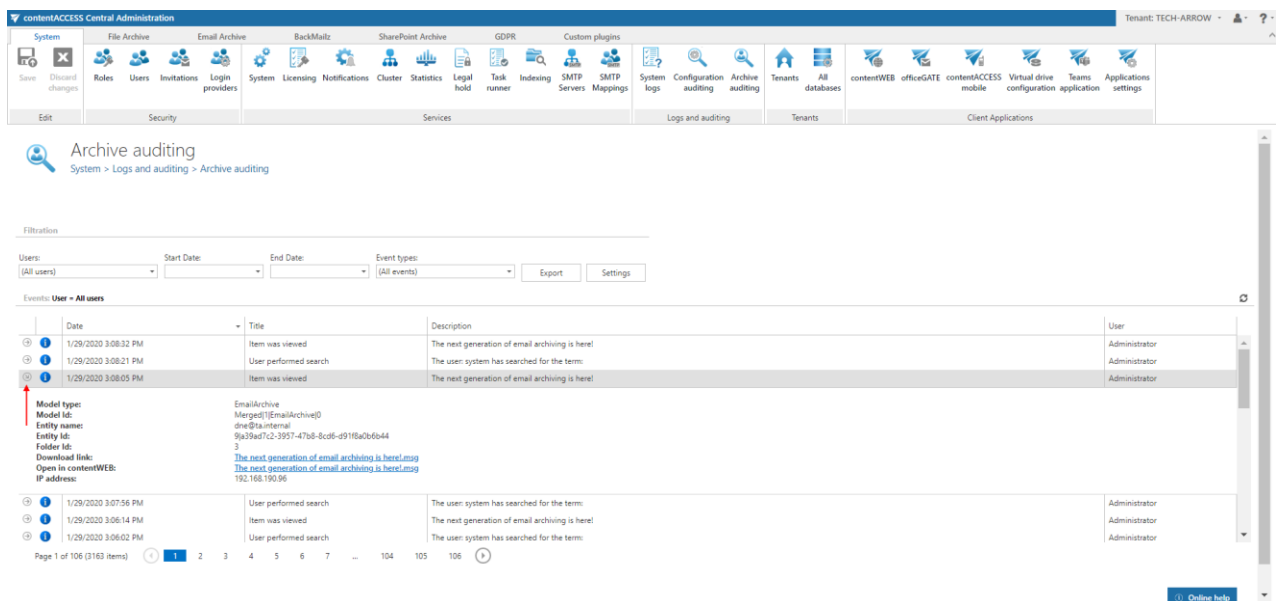 contentACCESS Central Administration
Tenant: TECH-ARROW
?
System File Archive Email Archive BackMailz SharePoint Archive GDPR Custom plugins
Save Discard changes Roles Users Invitations Login providers System Licensing Notifications Cluster Statistics Legal hold Task runner Indexing SMTP Servers SMTP Mappings System logs Configuration auditing Archive auditing Tenants All databases contentWEB officeGATE contentACCESS mobile Virtual drive configuration Teams application Applications settings
Edit Security Services Logs and auditing Tenants Client Applications
Archive auditing
System > Logs and auditing > Archive auditing
Filtration
Users: Start Date: End Date: Event types:
(All users) (All events) Export Settings
Events: User = All users
Date Title Description User
1/29/2020 3:08:32 PM Item was viewed The next generation of email archiving is here! Administrator
1/29/2020 3:08:21 PM User performed search The user: system has searched for the term: Administrator
1/29/2020 3:08:05 PM Item was viewed The next generation of email archiving is here! Administrator
Model type: EmailArchive
Model Id: Merged|1|EmailArchive|0
Entity name: dne@ta.internal
Entity Id: 9|a39ad7c2-3957-47b8-8cd6-d91f8a0b6b44
Folder Id: 3
Download link: The next generation of email archiving is here!.msg
Open in contentWEB: The next generation of email archiving is here!.msg
IP address: 192.168.190.96
1/29/2020 3:07:56 PM User performed search The user: system has searched for the term: Administrator
1/29/2020 3:06:14 PM Item was viewed The next generation of email archiving is here! Administrator
1/29/2020 3:06:02 PM User performed search The user: system has searched for the term: Administrator
Page 1 of 106 (3163 items) 1 2 3 4 5 6 7 ... 104 105 106
Online help